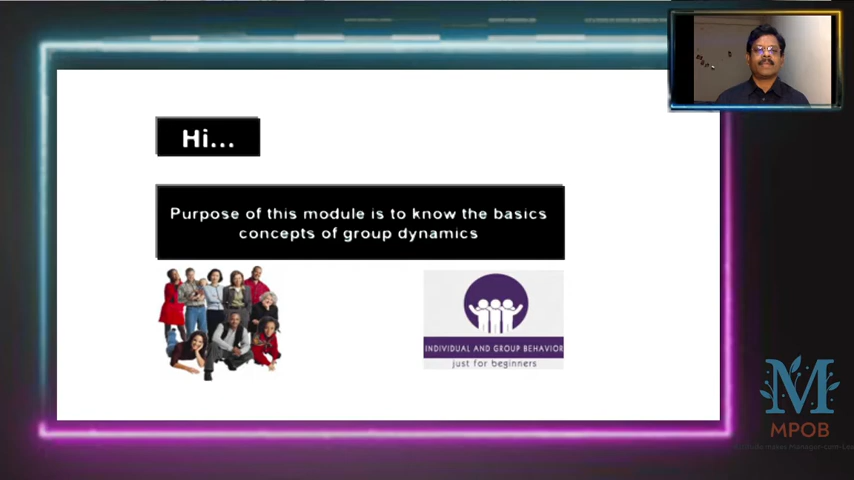 Hi...
Purpose of this module is to know the basics
concepts of group dynamics
INDIVIDUAL AND GROUP BEHAVIOR
just for beginners
M
MPOB